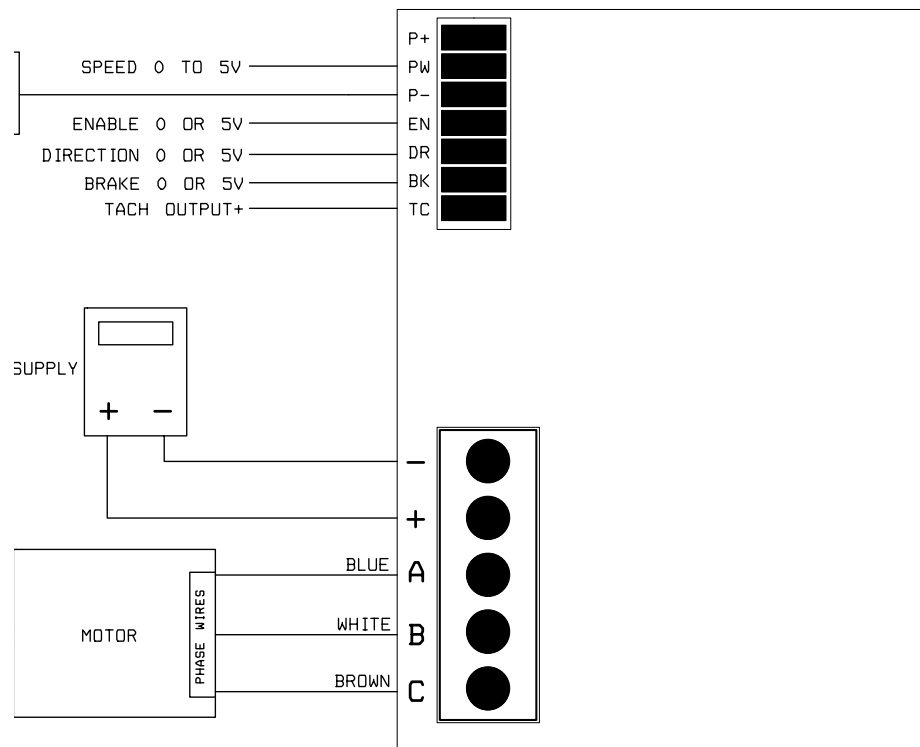 P+
SPEED 0 TO 5V PW
P-
ENABLE 0 OR 5V EN
DIRECTION 0 OR 5V DR
BRAKE 0 OR 5V BK
TACH OUTPUT+ TC
SUPPLY
+ -
-
+
BLUE A
MOTOR
PHASE WIRES
WHITE B
BROWN C